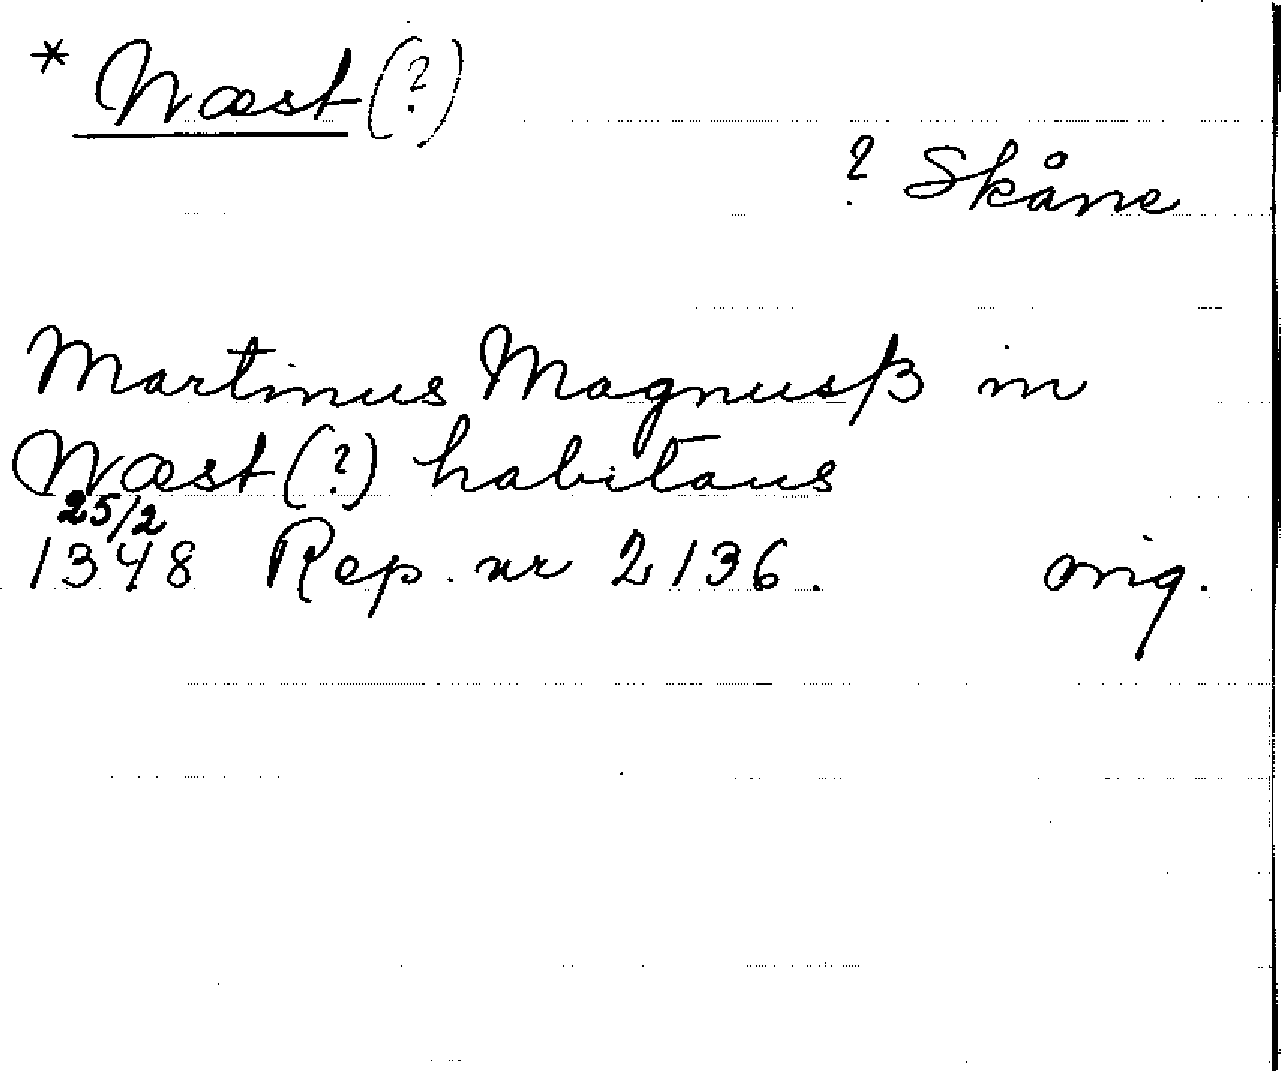 * Wæst (?)
? Skåne
Martinus Magnusß in
Wæst (?) habitans
25/2
1348 Rep. nr 2136. orig.